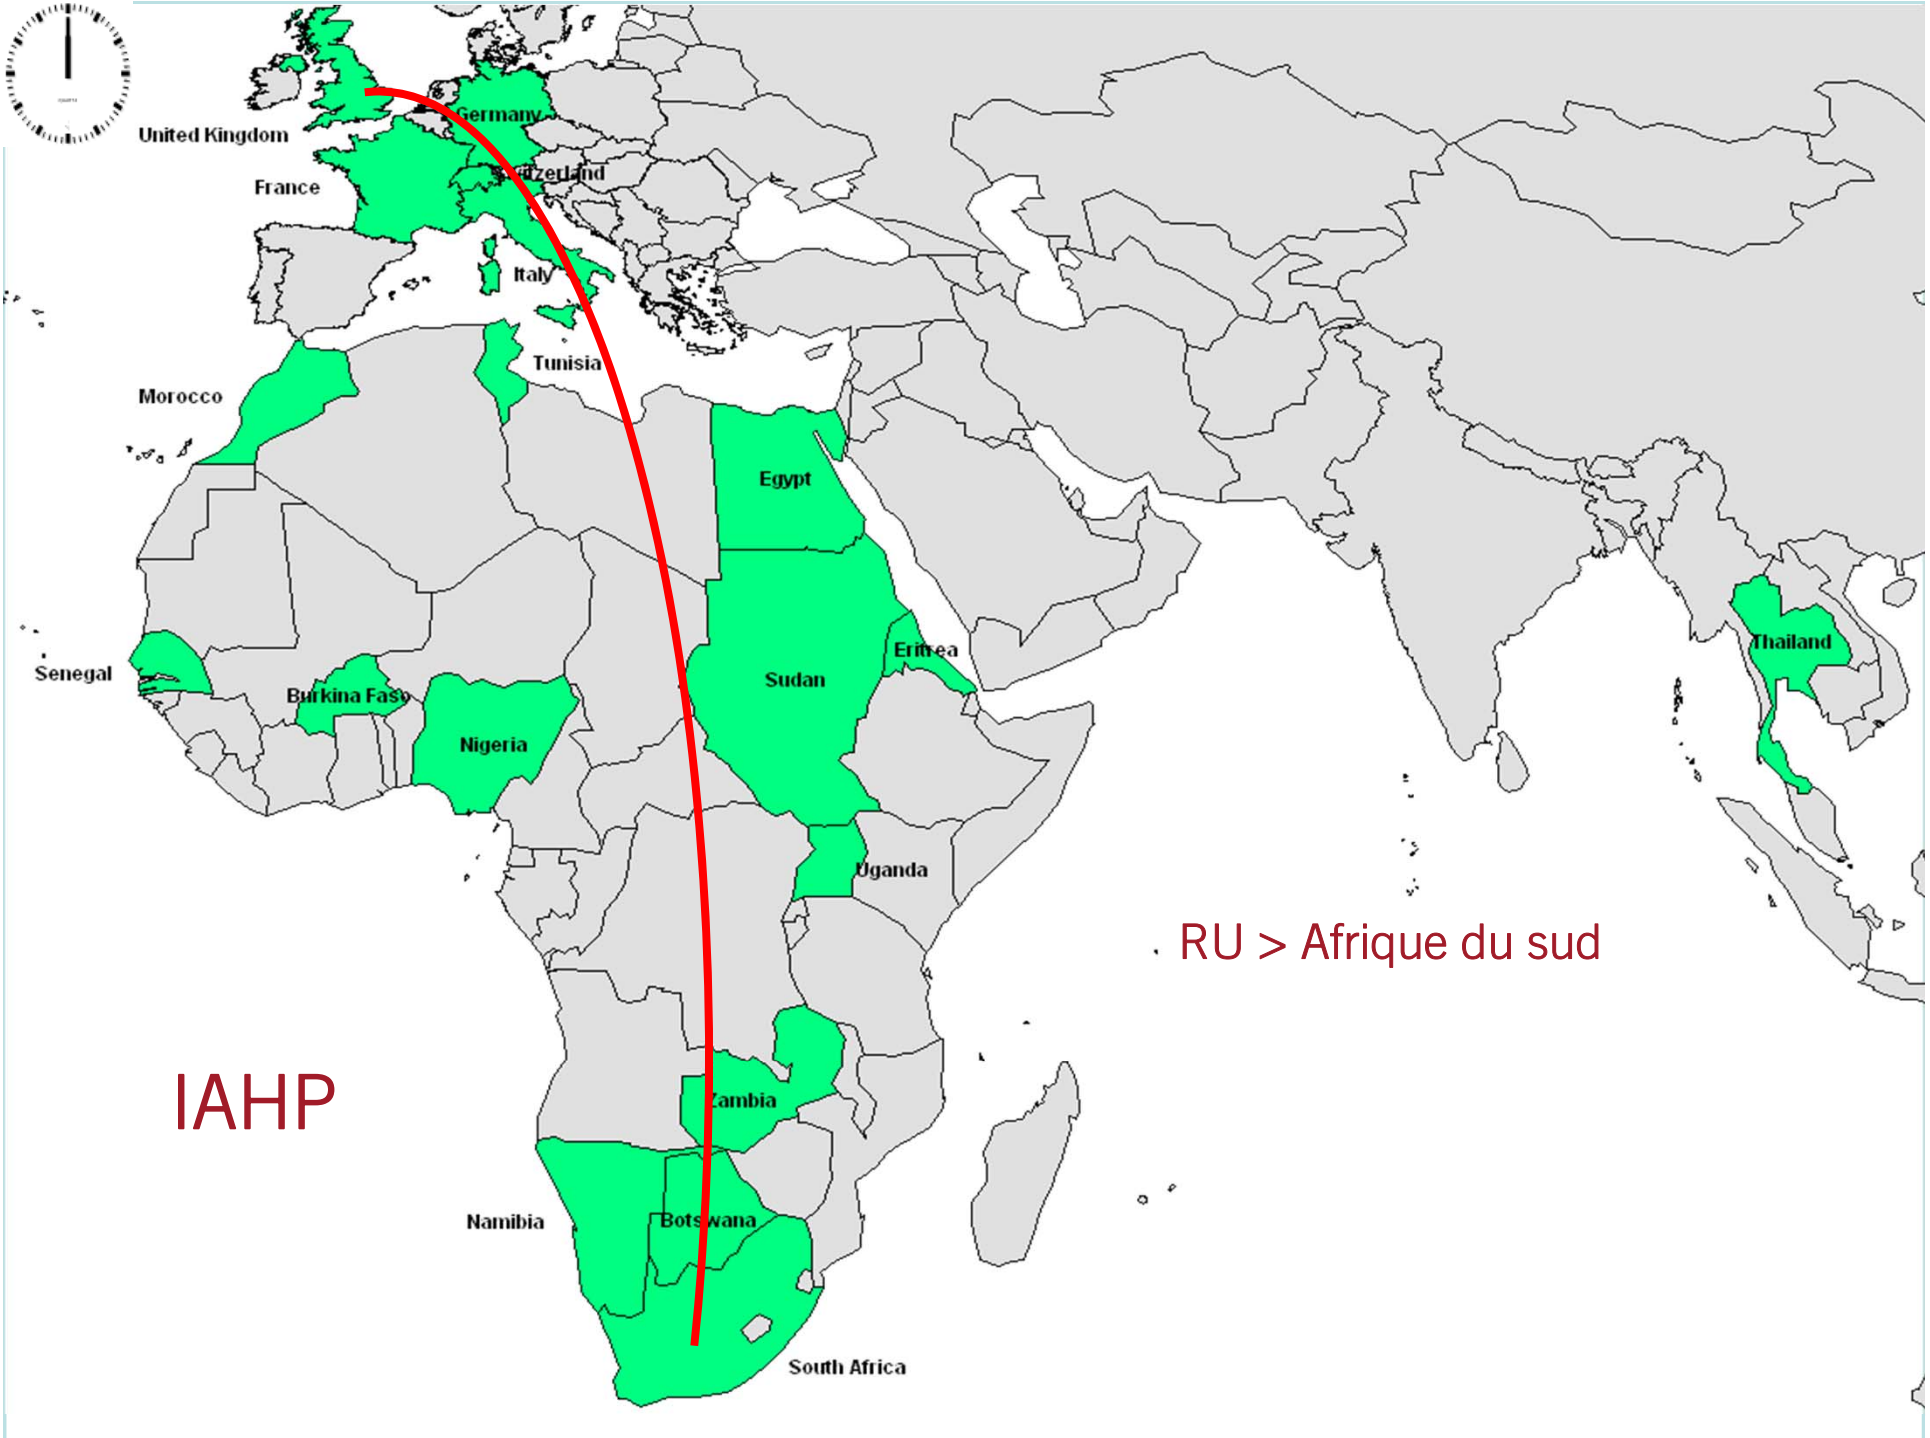 United Kingdom
Germany
France
Switzerland
Italy
Tunisia
Morocco
Egypt
Senegal
Burkina Faso
Nigeria
Sudan
Eritrea
Thailand
Uganda
RU > Afrique du sud
IAHP
Zambia
Namibia
Botswana
South Africa